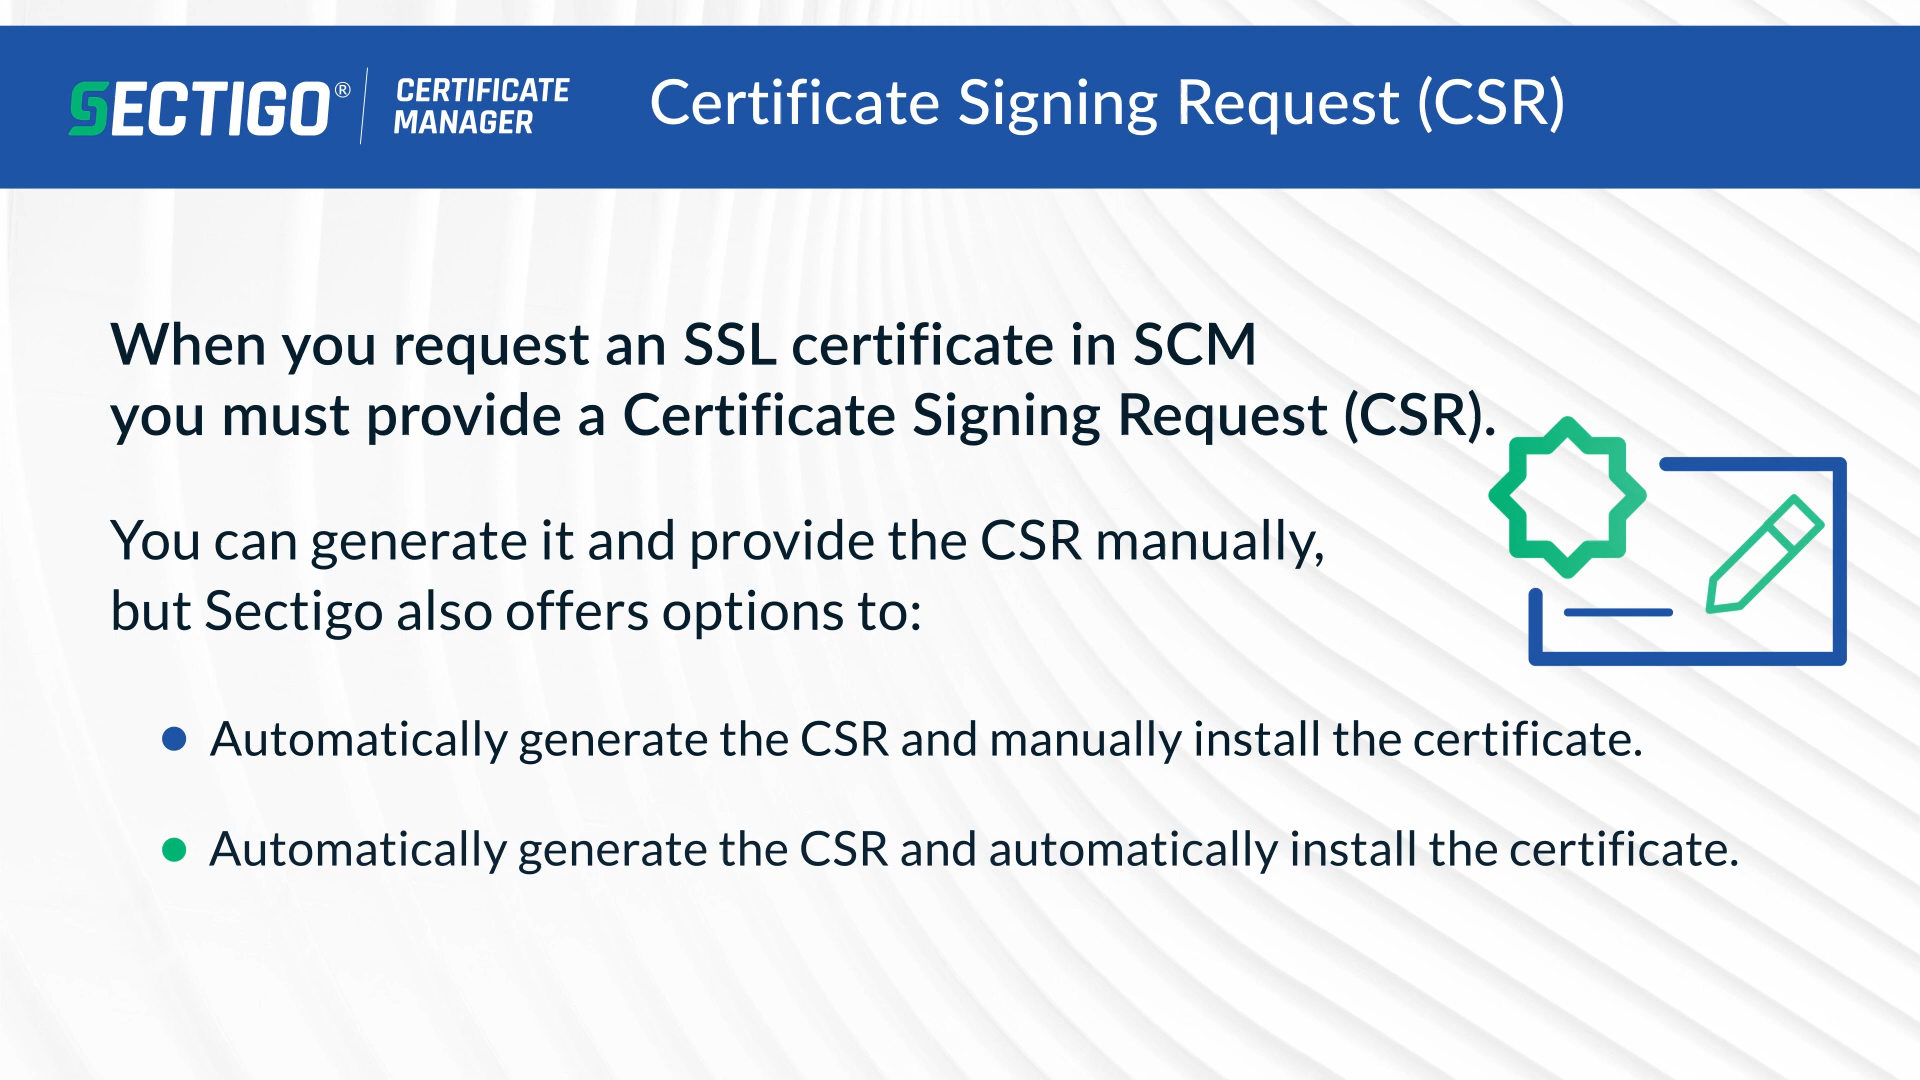 SECTIGO®
CERTIFICATE
MANAGER
Certificate Signing Request (CSR)
When you request an SSL certificate in SCM
you must provide a Certificate Signing Request (CSR).
You can generate it and provide the CSR manually,
but Sectigo also offers options to:
Automatically generate the CSR and manually install the certificate.
Automatically generate the CSR and automatically install the certificate.